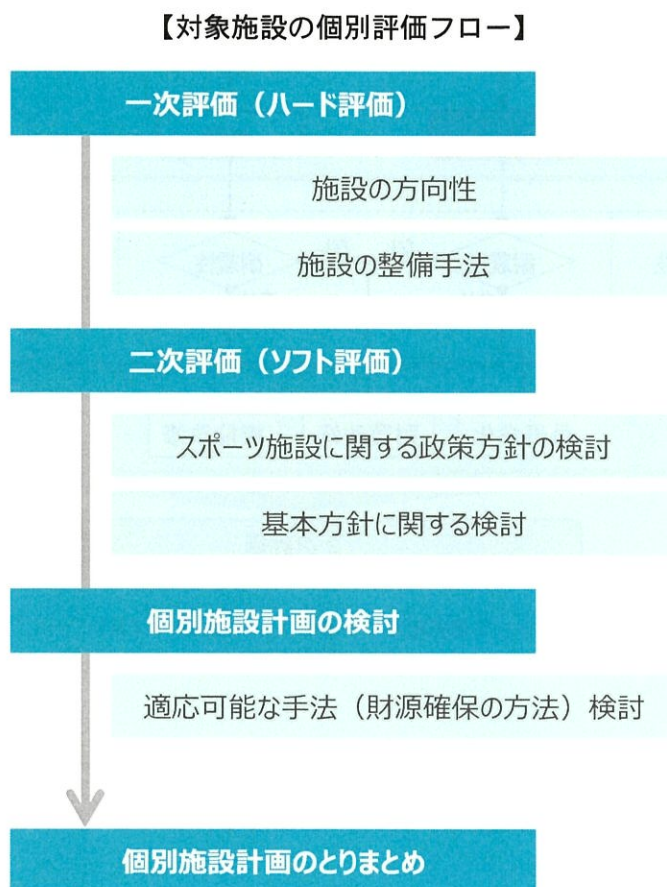 【対象施設の個別評価フロー】
一次評価（ハード評価）
施設の方向性
施設の整備手法
二次評価（ソフト評価）
スポーツ施設に関する政策方針の検討
基本方針に関する検討
個別施設計画の検討
適応可能な手法（財源確保の方法）検討
個別施設計画のとりまとめ